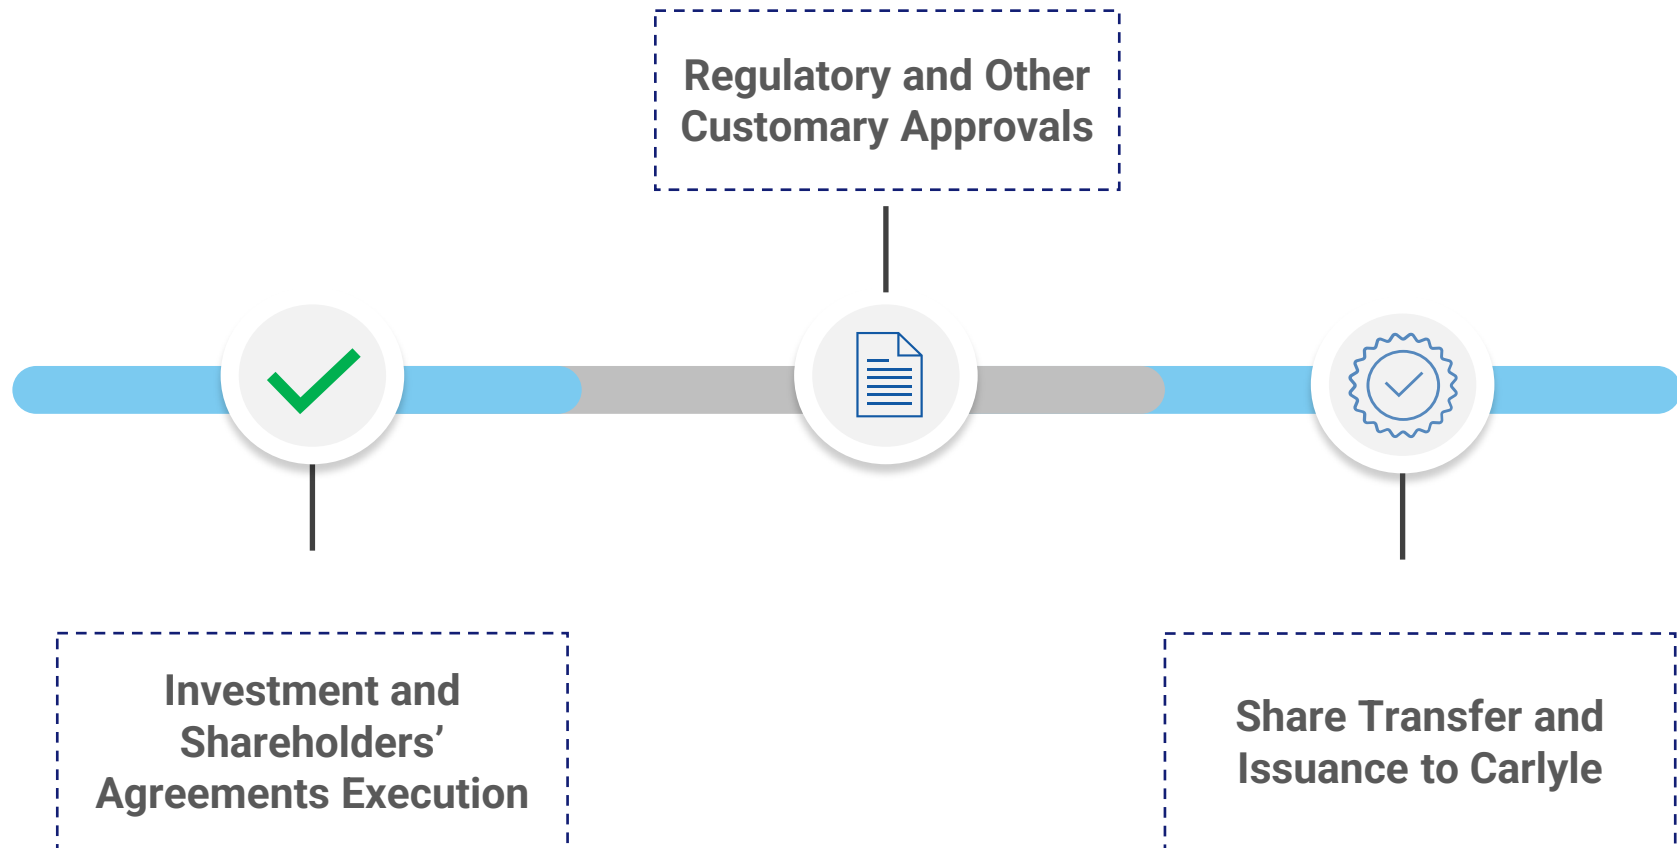 Regulatory and Other
Customary Approvals
Investment and
Shareholders’
Agreements Execution
Share Transfer and
Issuance to Carlyle